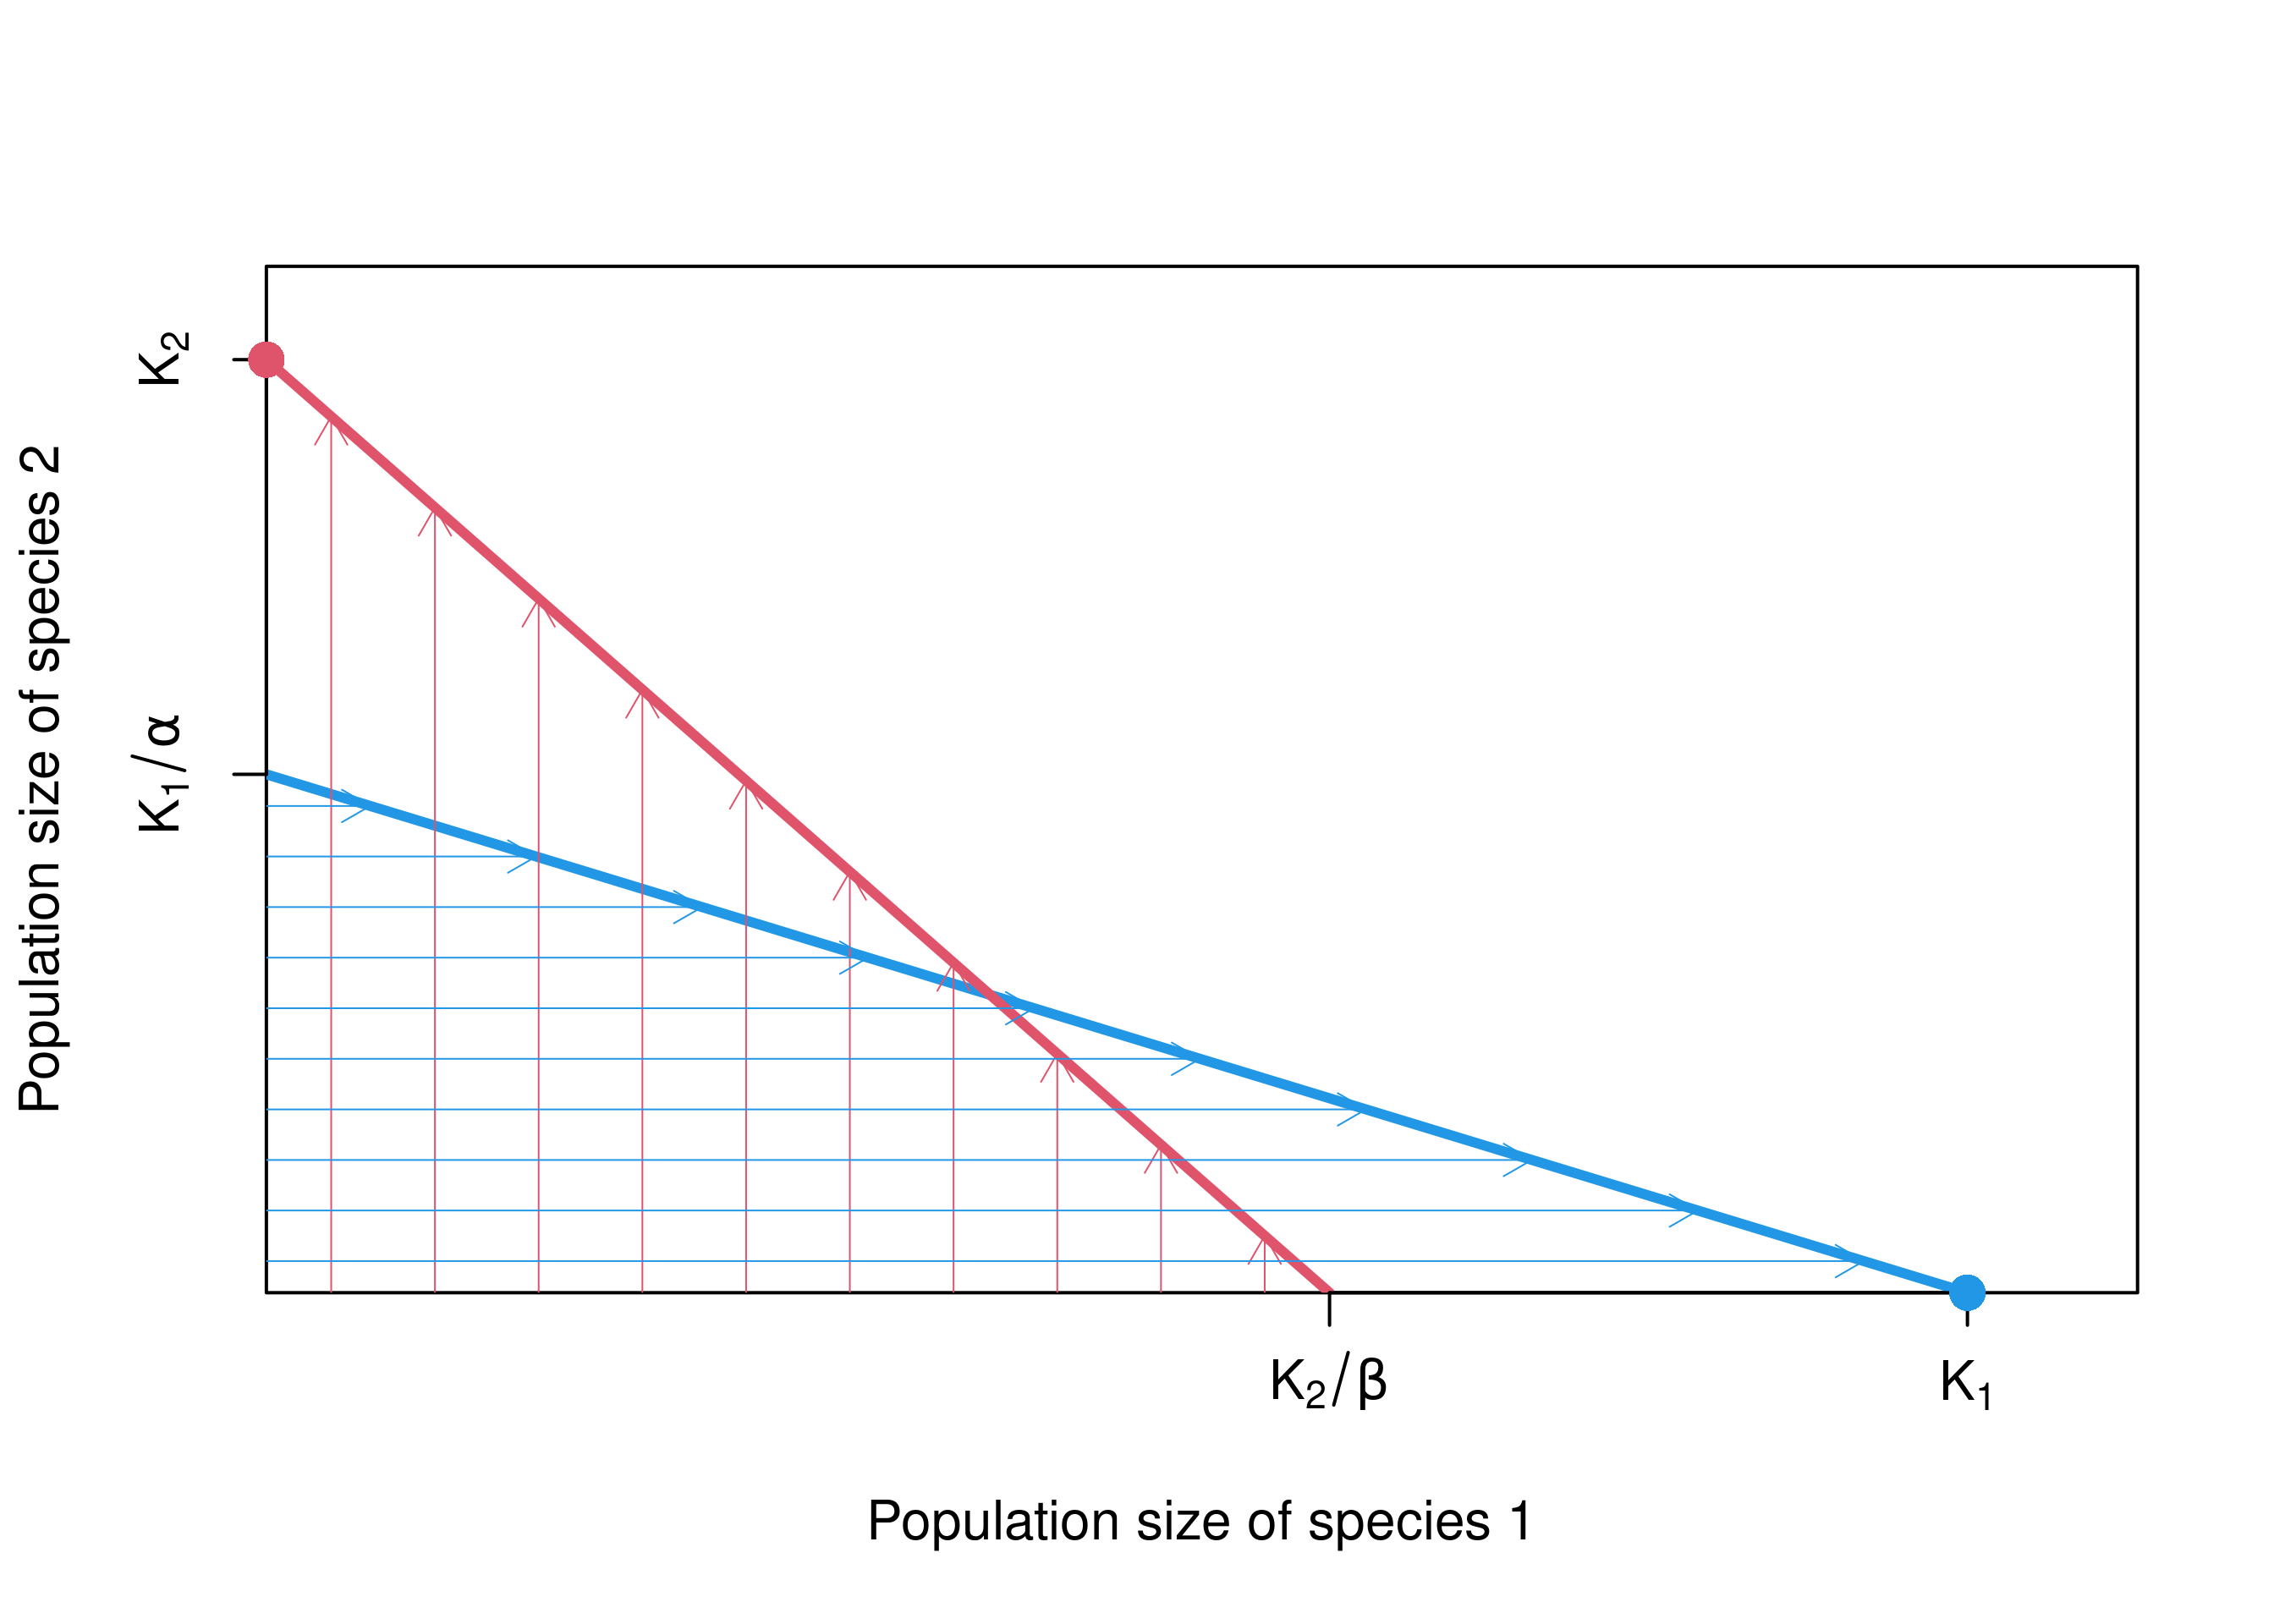 Population size of species 2
K₂
K₁/α
K₂/β
K₁
Population size of species 1